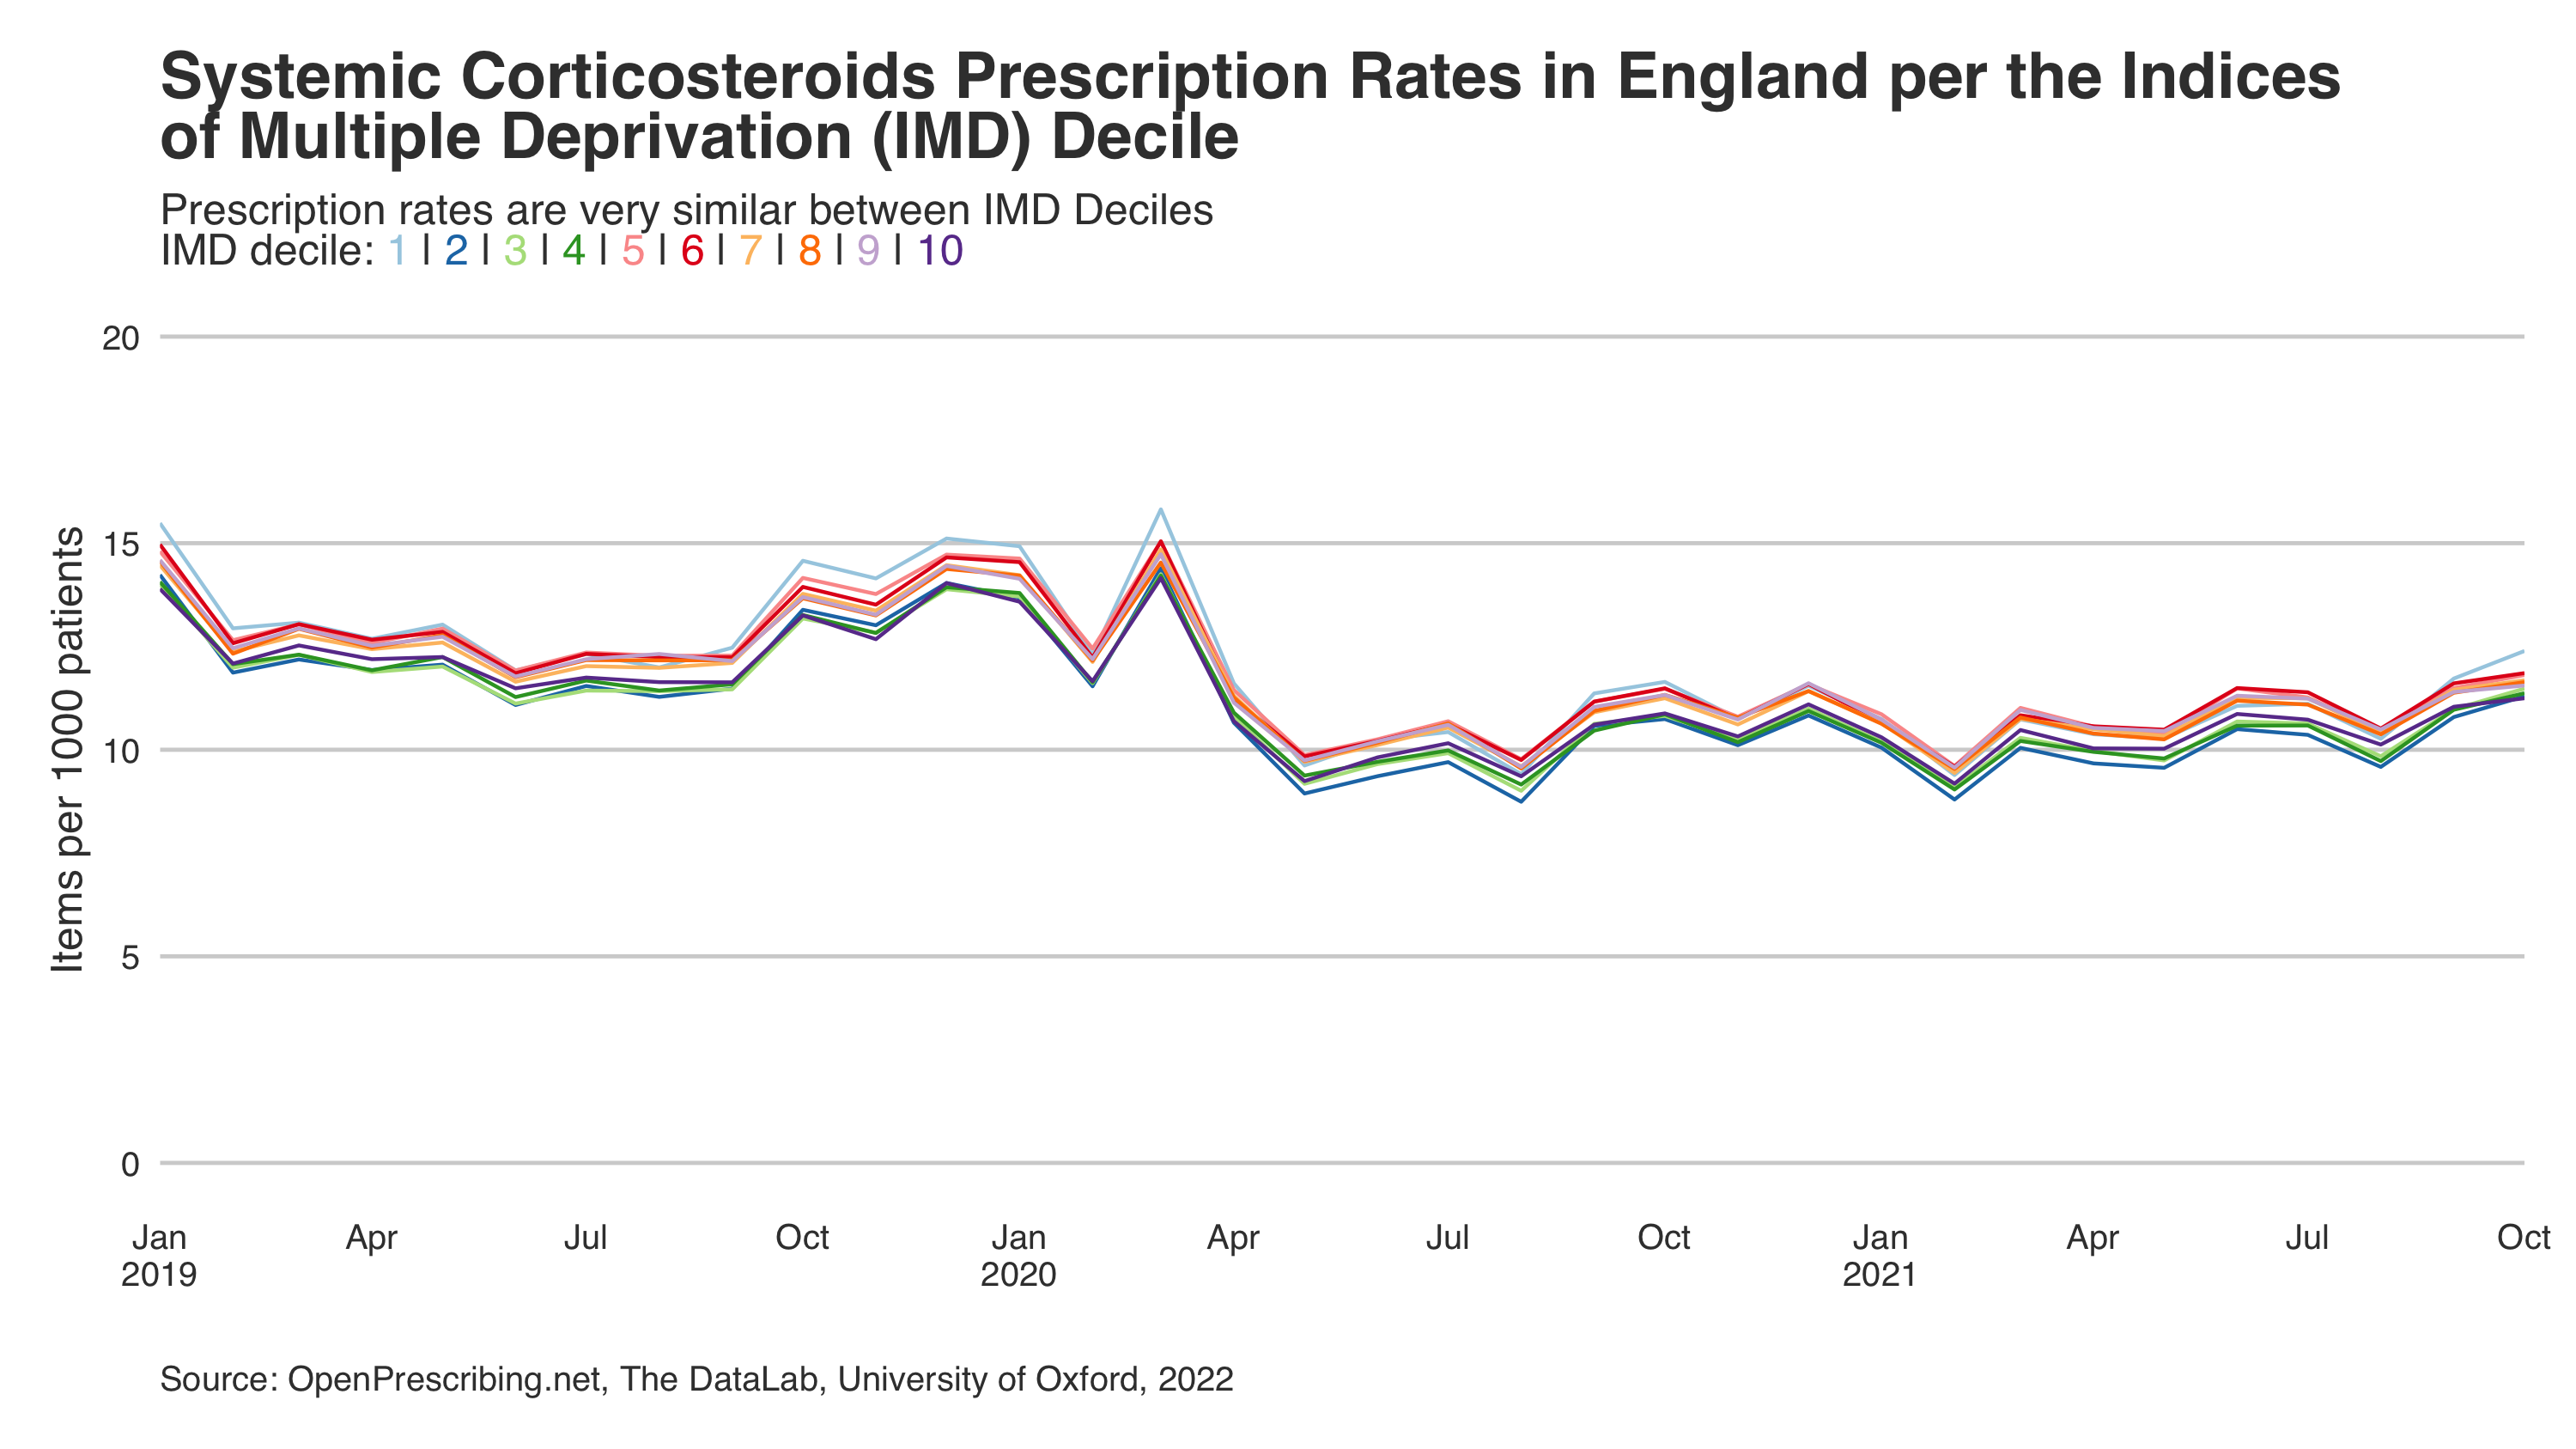 Systemic Corticosteroids Prescription Rates in England per the Indices
of Multiple Deprivation (IMD) Decile
Prescription rates are very similar between IMD Deciles
IMD decile: 1 | 2 | 3 | 4 | 5 | 6 | 7 | 8 | 9 | 10
Items per 1000 patients
20
15
10
5
0
Jan Apr Jul Oct Jan Apr Jul Oct Jan Apr Jul Oct
2019 2020 2021
Source: OpenPrescribing.net, The DataLab, University of Oxford, 2022